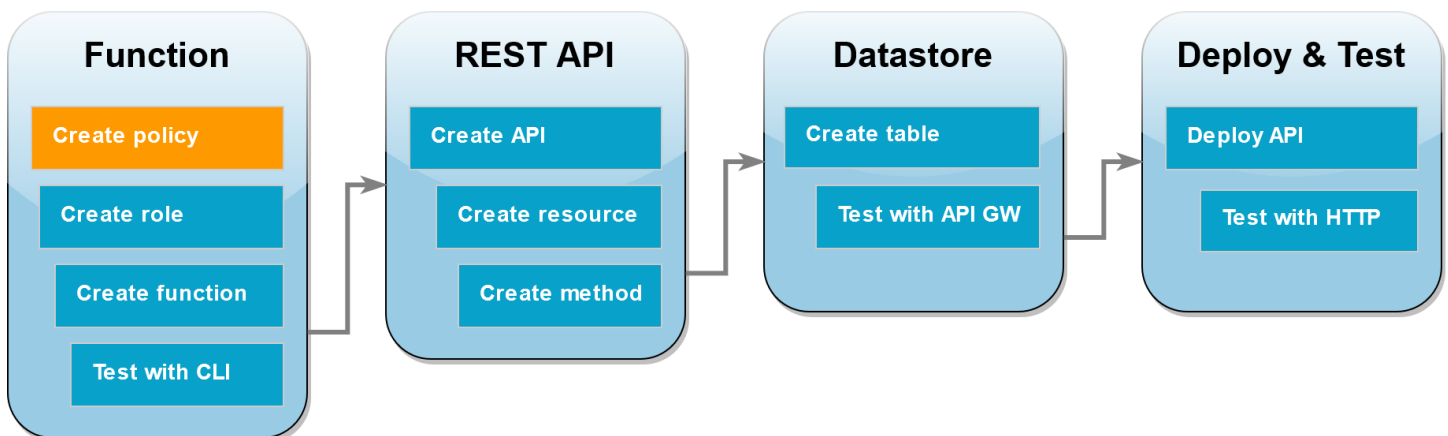 Function
Create policy
Create role
Create function
Test with CLI
REST API
Create API
Create resource
Create method
Datastore
Create table
Test with API GW
Deploy & Test
Deploy API
Test with HTTP